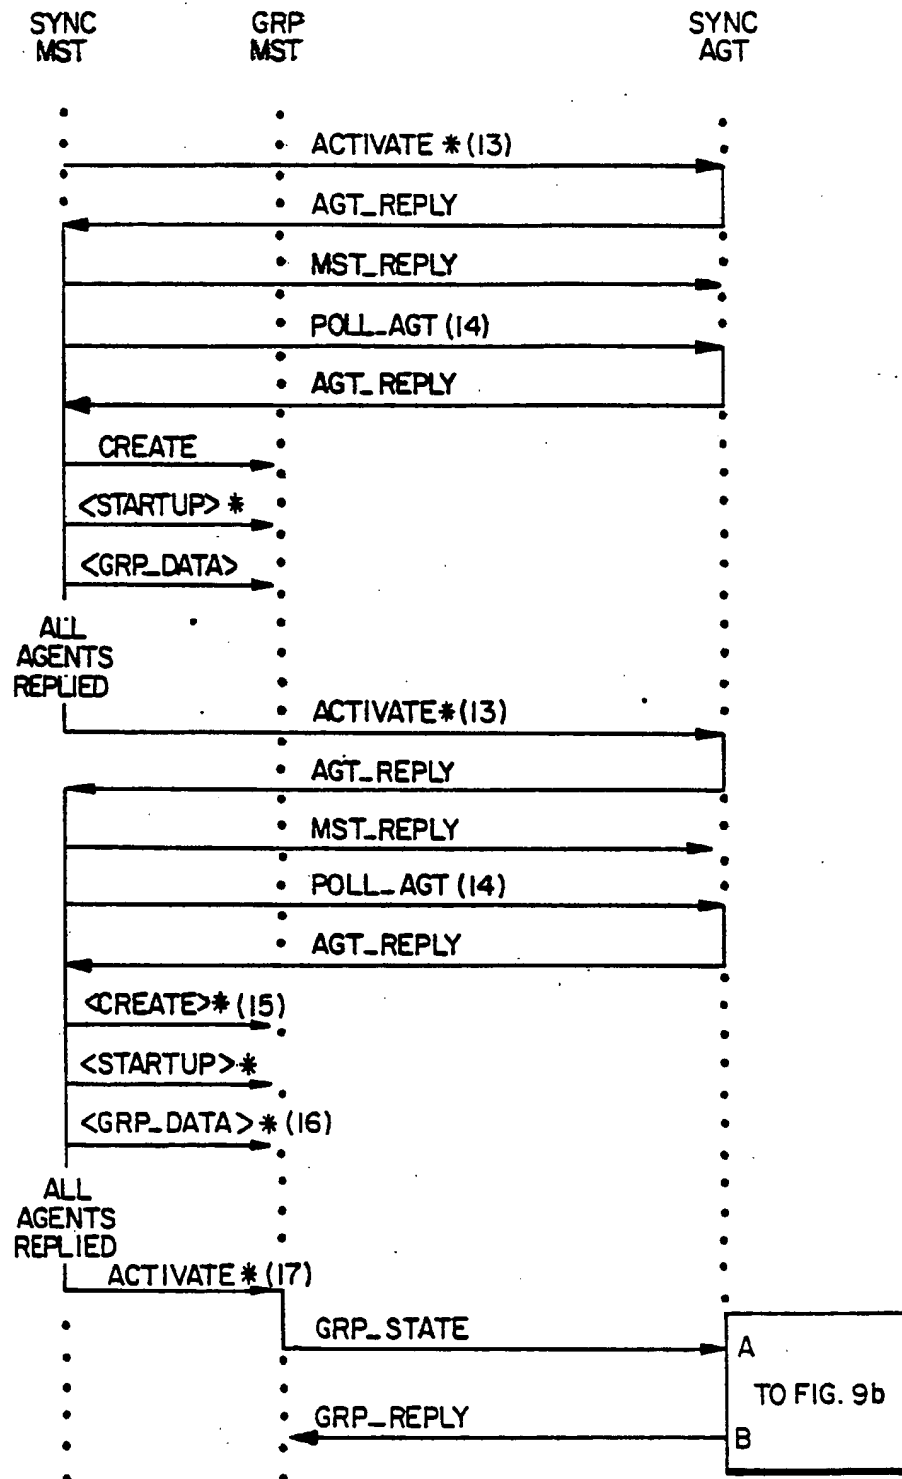 SYNC
MST
GRP
MST
SYNC
AGT
ACTIVATE * (13)
AGT_REPLY
MST_REPLY
POLL_AGT (14)
AGT_REPLY
CREATE
<STARTUP> *
<GRP_DATA>
ALL
AGENTS
REPLIED
ACTIVATE * (13)
AGT_REPLY
MST_REPLY
POLL_AGT (14)
AGT_REPLY
<CREATE> * (15)
<STARTUP> *
<GRP_DATA> * (16)
ALL
AGENTS
REPLIED
ACTIVATE * (17)
GRP_STATE
A
TO FIG. 9b
GRP_REPLY
B